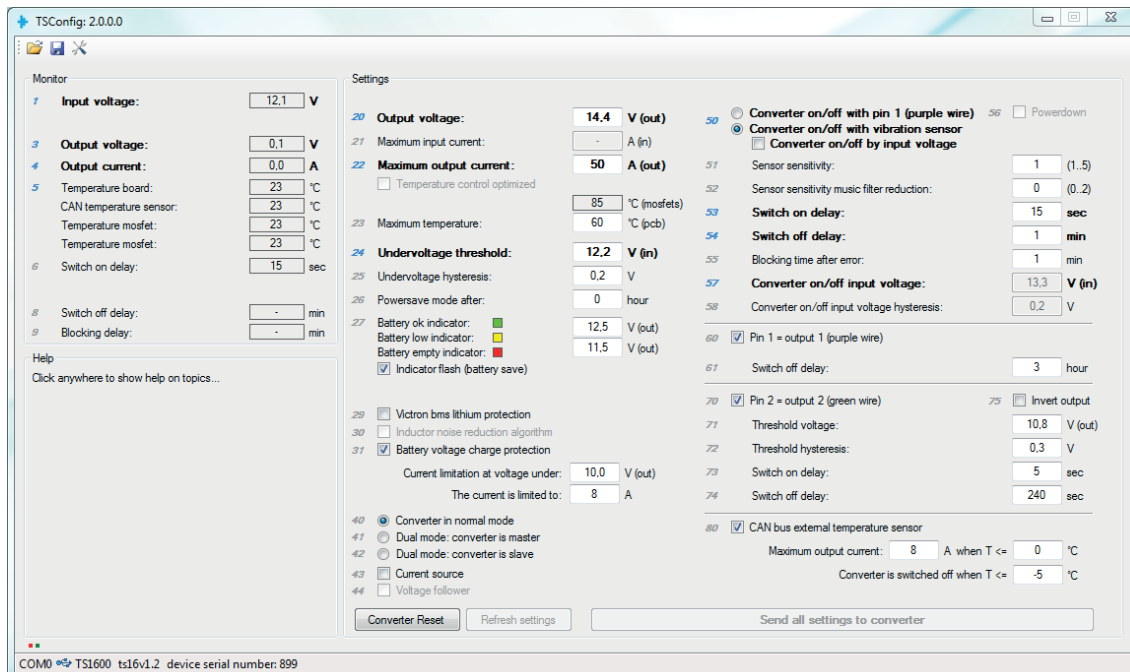 TSConfig: 2.0.0.0
Monitor
1 Input voltage: 12,1 V
3 Output voltage: 0,1 V
4 Output current: 0,0 A
5 Temperature board: 23 °C
CAN temperature sensor: 23 °C
Temperature mosfet: 23 °C
Temperature mosfet: 23 °C
6 Switch on delay: 15 sec
8 Switch off delay: - min
9 Blocking delay: - min
Help
Click anywhere to show help on topics...
Settings
20 Output voltage: 14,4 V (out)
21 Maximum input current: - A (in)
22 Maximum output current: 50 A (out)
Temperature control optimized
85 °C (mosfets)
23 Maximum temperature: 60 °C (pcb)
24 Undervoltage threshold: 12,2 V (in)
25 Undervoltage hysteresis: 0,2 V
26 Powersave mode after: 0 hour
27 Battery ok indicator: 12,5 V (out)
Battery low indicator:
Battery empty indicator: 11,5 V (out)
Indicator flash (battery save)
29 Victron bms lithium protection
30 Inductor noise reduction algorithm
31 Battery voltage charge protection
Current limitation at voltage under: 10,0 V (out)
The current is limited to: 8 A
40 Converter in normal mode
41 Dual mode: converter is master
42 Dual mode: converter is slave
43 Current source
44 Voltage follower
Converter Reset Refresh settings
50 Converter on/off with pin 1 (purple wire) 56 Powerdown
Converter on/off with vibration sensor
Converter on/off by input voltage
51 Sensor sensitivity: 1 (1..5)
52 Sensor sensitivity music filter reduction: 0 (0..2)
53 Switch on delay: 15 sec
54 Switch off delay: 1 min
55 Blocking time after error: 1 min
57 Converter on/off input voltage: 13,3 V (in)
58 Converter on/off input voltage hysteresis: 0,2 V
60 Pin 1 = output 1 (purple wire)
61 Switch off delay: 3 hour
70 Pin 2 = output 2 (green wire) 75 Invert output
71 Threshold voltage: 10,8 V (out)
72 Threshold hysteresis: 0,3 V
73 Switch on delay: 5 sec
74 Switch off delay: 240 sec
80 CAN bus external temperature sensor
Maximum output current: 8 A when T <= 0 °C
Converter is switched off when T <= -5 °C
Send all settings to converter
COM0 TS1600 ts16v1.2 device serial number: 899